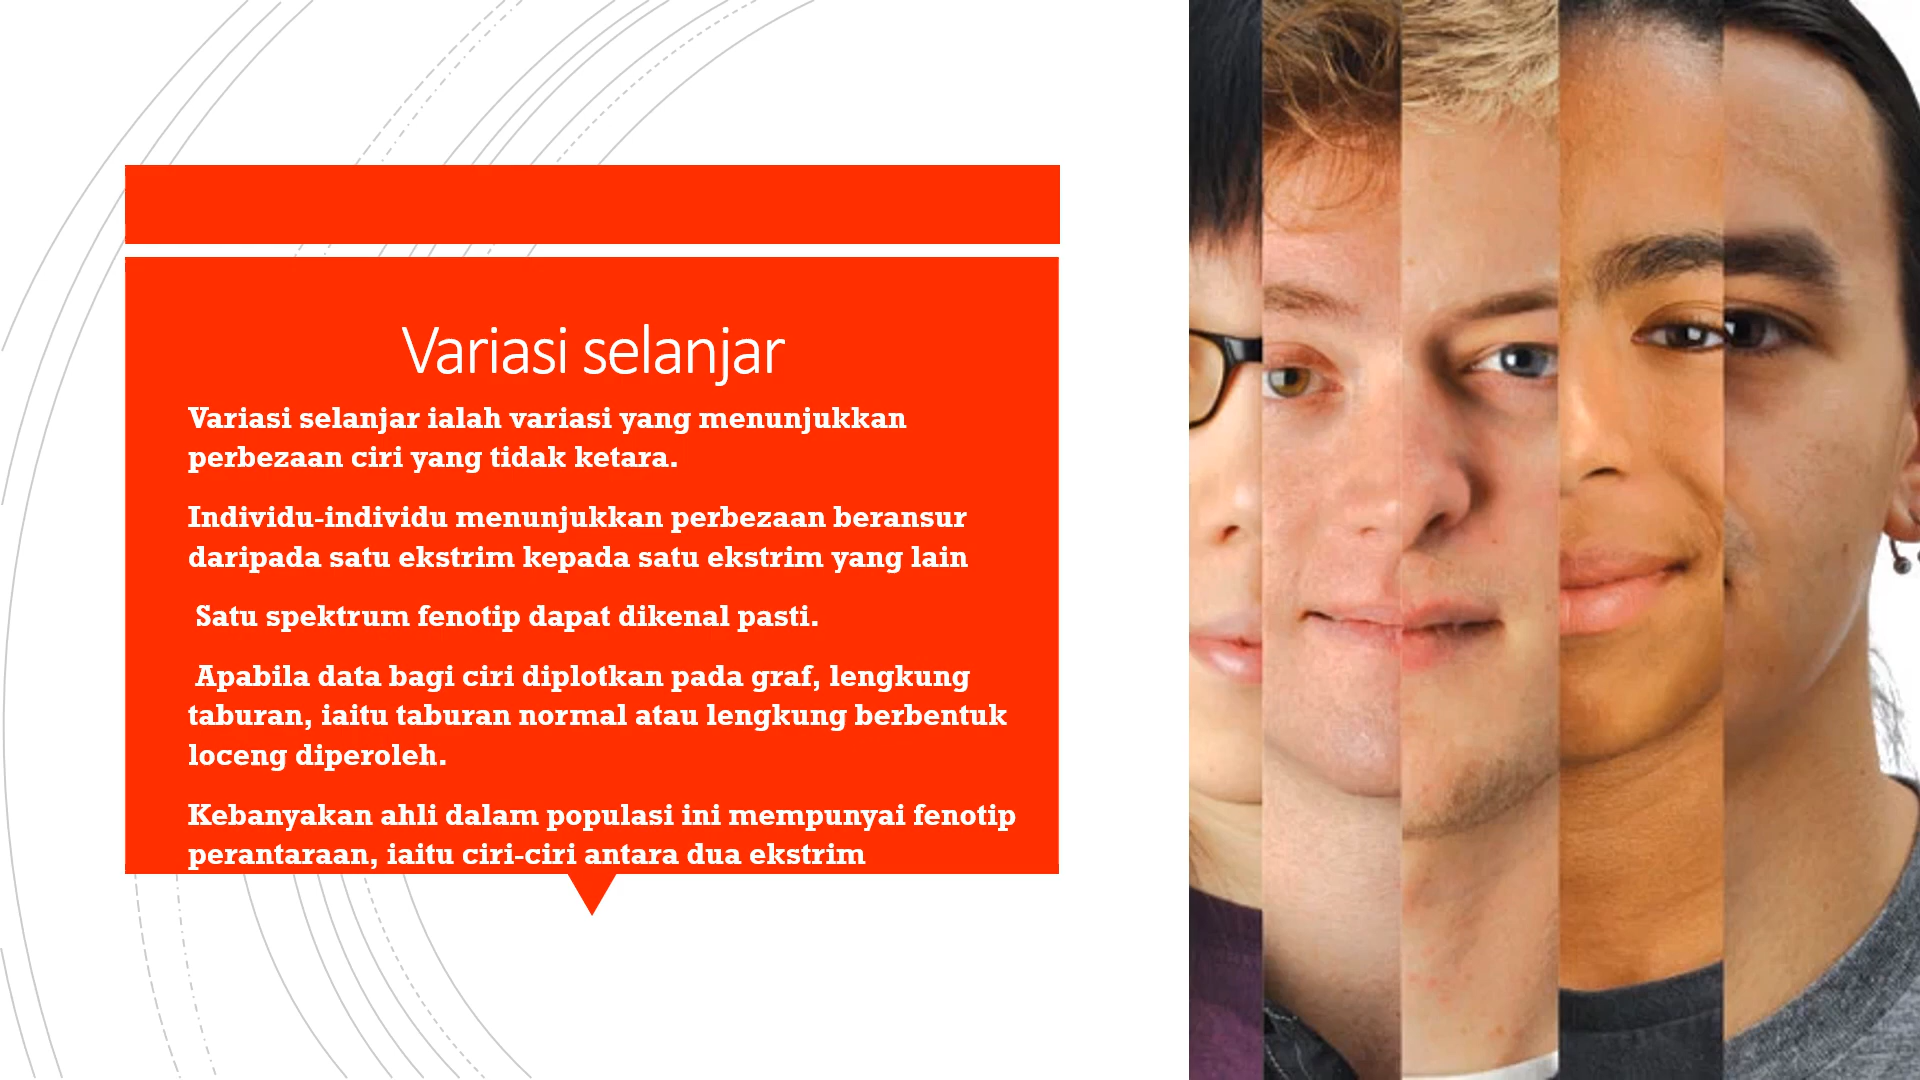 Variasi selanjar
Variasi selanjar ialah variasi yang menunjukkan
perbezaan ciri yang tidak ketara.
Individu-individu menunjukkan perbezaan beransur
daripada satu ekstrim kepada satu ekstrim yang lain
Satu spektrum fenotip dapat dikenal pasti.
Apabila data bagi ciri diplotkan pada graf, lengkung
taburan, iaitu taburan normal atau lengkung berbentuk
loceng diperoleh.
Kebanyakan ahli dalam populasi ini mempunyai fenotip
perantaraan, iaitu ciri-ciri antara dua ekstrim